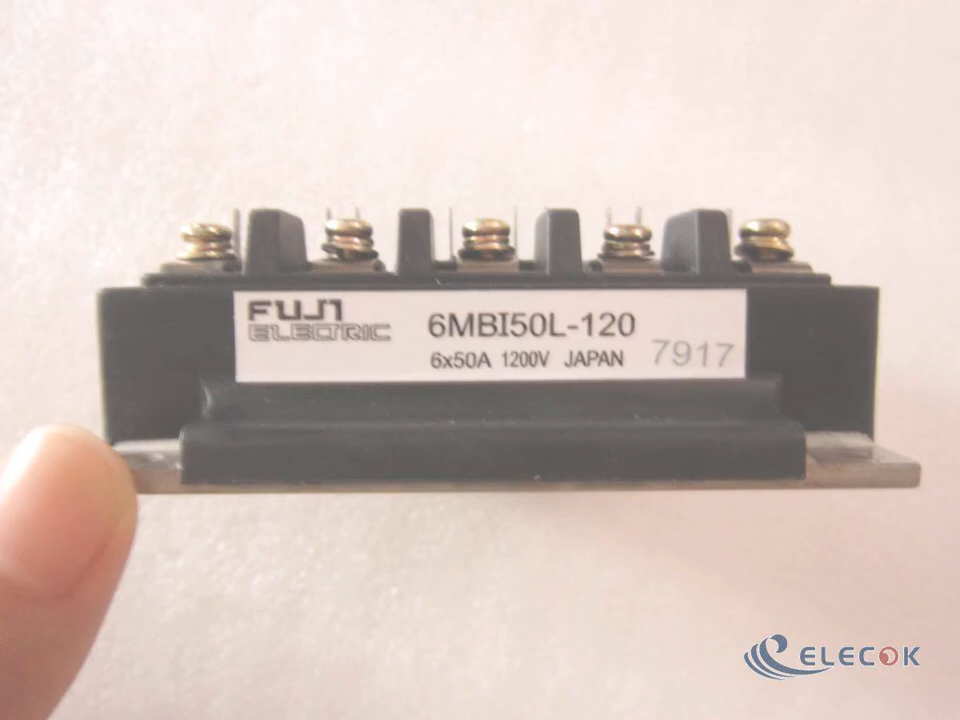 FUJI
ELECTRIC
6MBI50L-120
6x50A 1200V JAPAN 7917
ELECOK